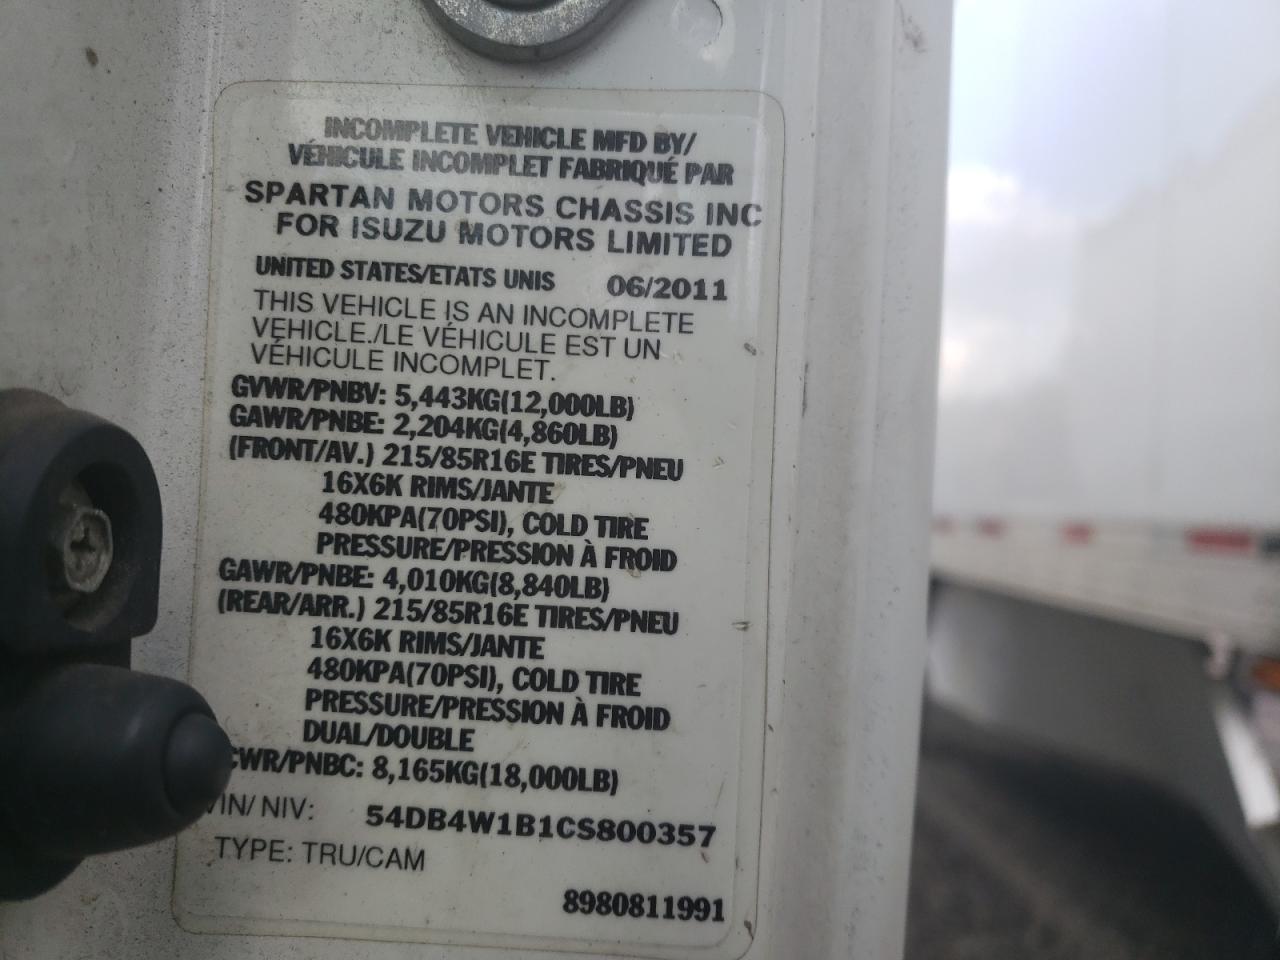 INCOMPLETE VEHICLE MFD BY/
VÉHICULE INCOMPLET FABRIQUÉ PAR
SPARTAN MOTORS CHASSIS INC
FOR ISUZU MOTORS LIMITED
UNITED STATES/ETATS UNIS 06/2011
THIS VEHICLE IS AN INCOMPLETE
VEHICLE./LE VÉHICULE EST UN
VÉHICULE INCOMPLET.
GVWR/PNBV: 5,443KG(12,000LB)
GAWR/PNBE: 2,204KG(4,860LB)
(FRONT/AV.) 215/85R16E TIRES/PNEU
16X6K RIMS/JANTE
480KPA(70PSI), COLD TIRE
PRESSURE/PRESSION À FROID
GAWR/PNBE: 4,010KG(8,840LB)
(REAR/ARR.) 215/85R16E TIRES/PNEU
16X6K RIMS/JANTE
480KPA(70PSI), COLD TIRE
PRESSURE/PRESSION À FROID
DUAL/DOUBLE
CWR/PNBC: 8,165KG(18,000LB)
VIN/ NIV: 54DB4W1B1CS800357
TYPE: TRU/CAM
8980811991